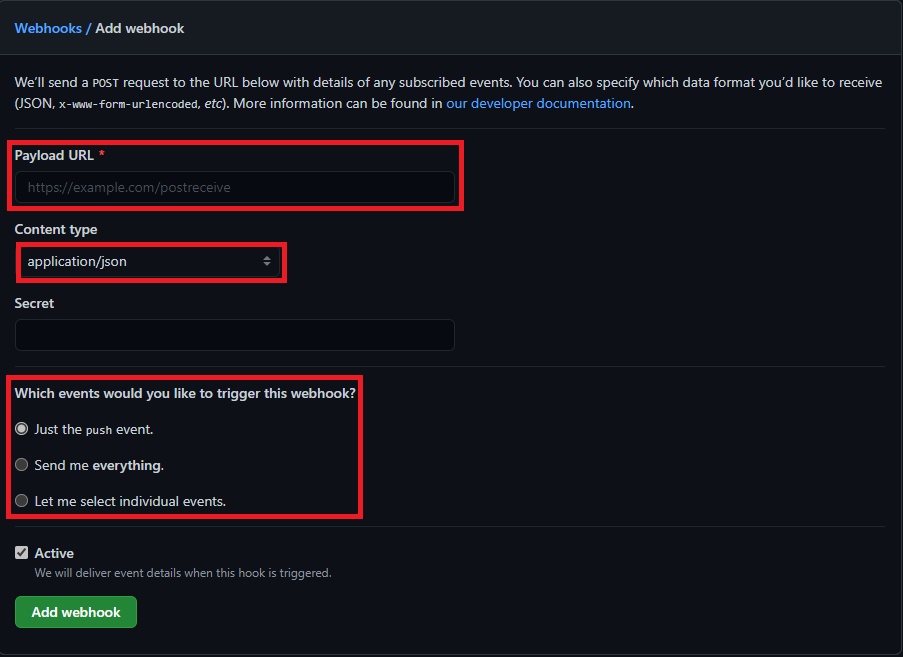 Webhooks / Add webhook
We'll send a POST request to the URL below with details of any subscribed events. You can also specify which data format you'd like to receive
(JSON, x-www-form-urlencoded, etc). More information can be found in our developer documentation.
Payload URL *
https://example.com/postreceive
Content type
application/json
Secret
Which events would you like to trigger this webhook?
Just the push event.
Send me everything.
Let me select individual events.
Active
We will deliver event details when this hook is triggered.
Add webhook